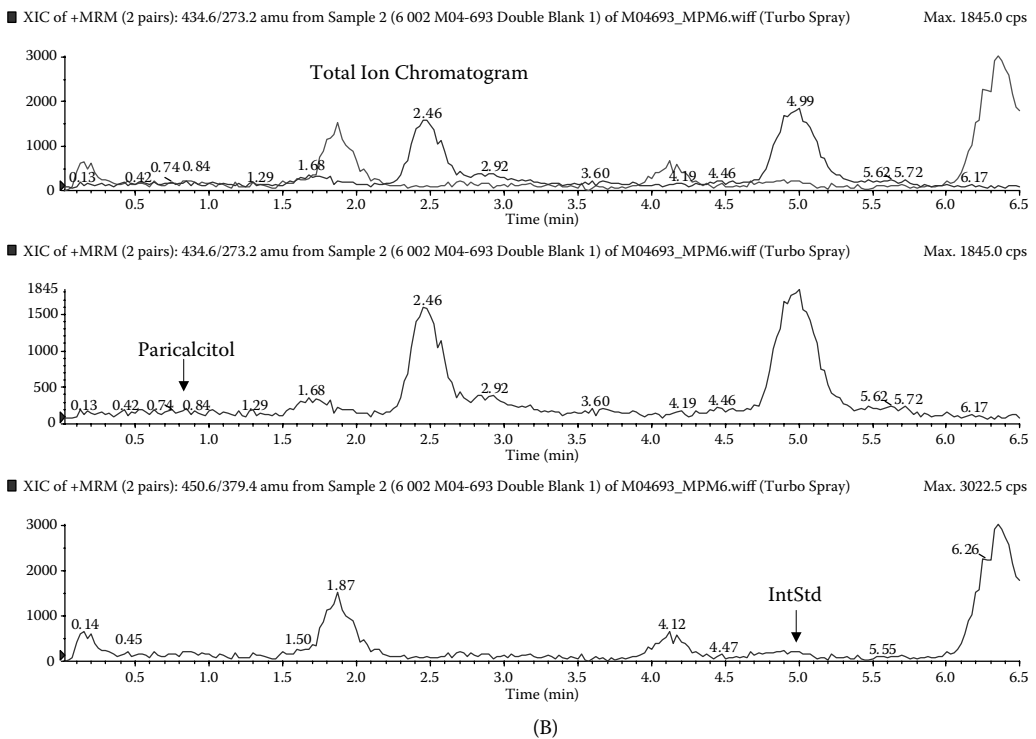 XIC of +MRM (2 pairs): 434.6/273.2 amu from Sample 2 (6 002 M04-693 Double Blank 1) of M04693_MPM6.wiff (Turbo Spray) Max. 1845.0 cps
Total Ion Chromatogram
3000
2000
1000
0
0.13 0.42 0.74 0.84 1.29 1.68 2.46 2.92 3.60 4.19 4.46 4.99 5.62 5.72 6.17
0.5 1.0 1.5 2.0 2.5 3.0 3.5 4.0 4.5 5.0 5.5 6.0 6.5
Time (min)
XIC of +MRM (2 pairs): 434.6/273.2 amu from Sample 2 (6 002 M04-693 Double Blank 1) of M04693_MPM6.wiff (Turbo Spray) Max. 1845.0 cps
1845
1500
1000
500
0
Paricalcitol
0.13 0.42 0.74 0.84 1.29 1.68 2.46 2.92 3.60 4.19 4.46 5.62 5.72 6.17
0.5 1.0 1.5 2.0 2.5 3.0 3.5 4.0 4.5 5.0 5.5 6.0 6.5
Time (min)
XIC of +MRM (2 pairs): 450.6/379.4 amu from Sample 2 (6 002 M04-693 Double Blank 1) of M04693_MPM6.wiff (Turbo Spray) Max. 3022.5 cps
3000
2000
1000
0
IntStd
0.14 0.45 1.50 1.87 4.12 4.47 5.55 6.26
0.5 1.0 1.5 2.0 2.5 3.0 3.5 4.0 4.5 5.0 5.5 6.0 6.5
Time (min)
(B)